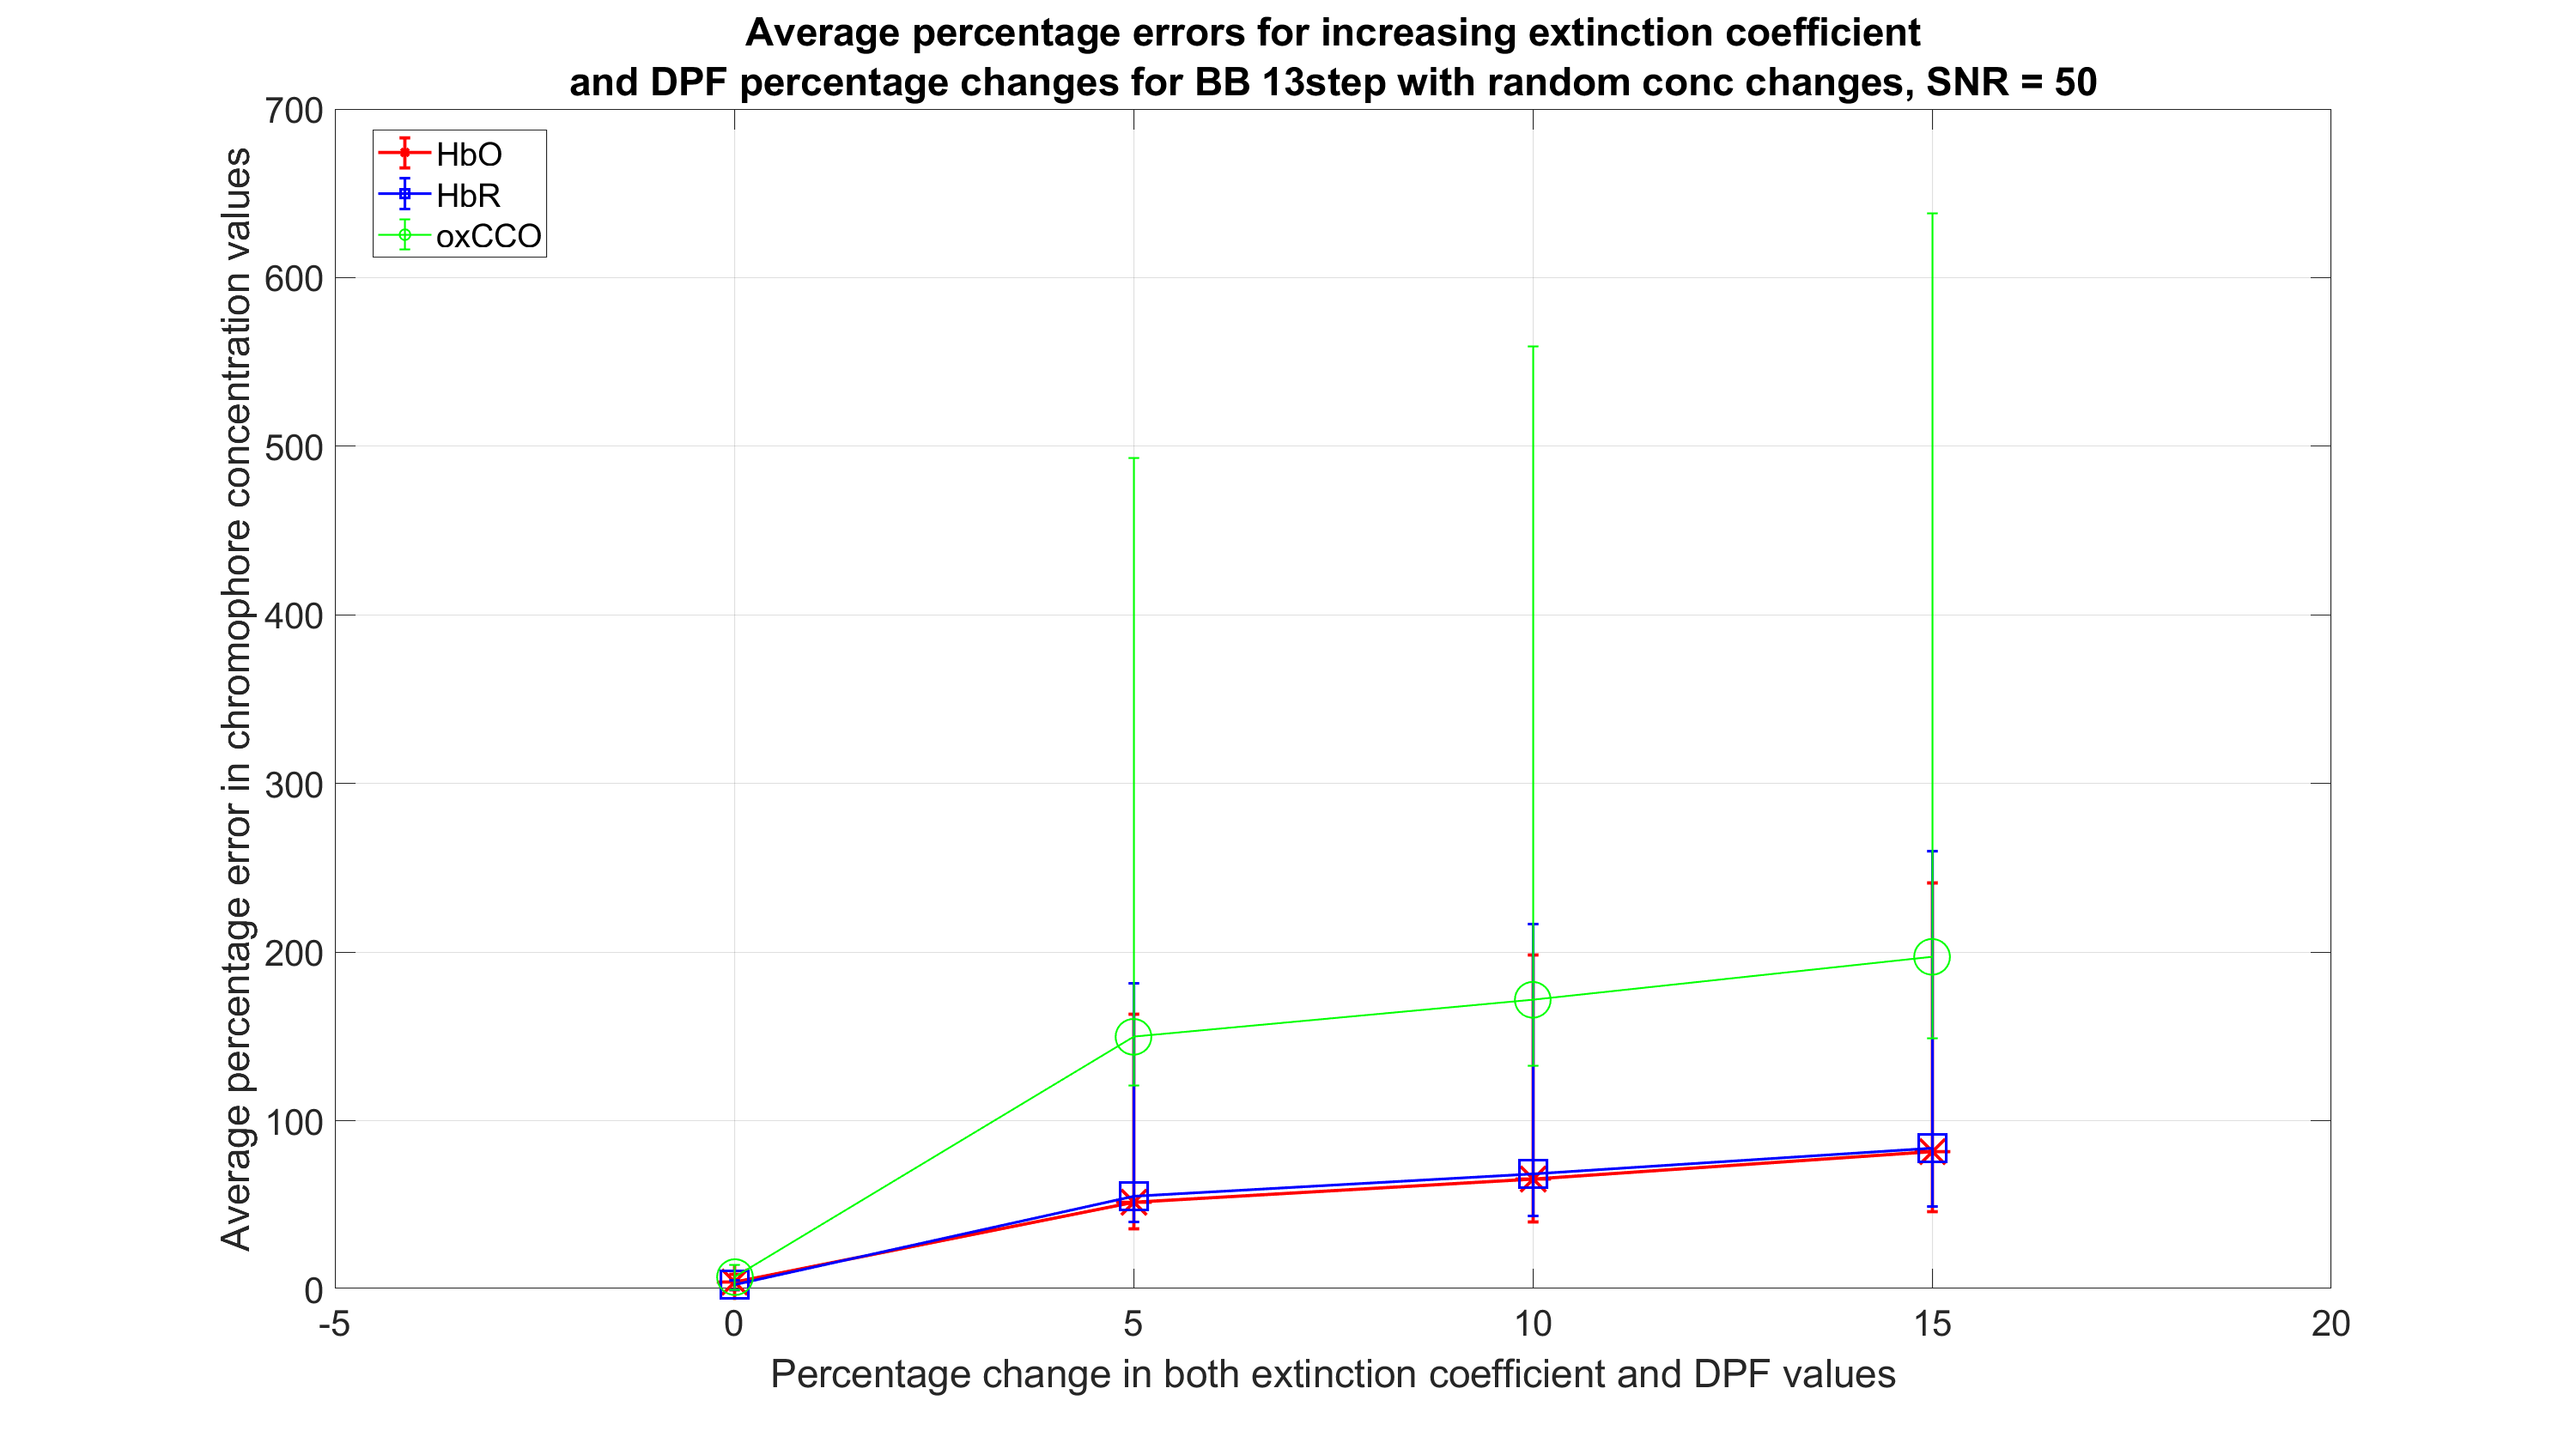 Average percentage errors for increasing extinction coefficient
and DPF percentage changes for BB 13step with random conc changes, SNR = 50
Average percentage error in chromophore concentration values
700
600
500
400
300
200
100
0
HbO
HbR
oxCCO
-5
0
5
10
15
20
Percentage change in both extinction coefficient and DPF values